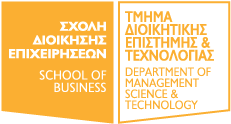 ΣΧΟΛΗ
ΔΙΟΙΚΗΣΗΣ
ΕΠΙΧΕΙΡΗΣΕΩΝ
SCHOOL OF
BUSINESS
ΤΜΗΜΑ
ΔΙΟΙΚΗΤΙΚΗΣ
ΕΠΙΣΤΗΜΗΣ &
ΤΕΧΝΟΛΟΓΙΑΣ
DEPARTMENT OF
MANAGEMENT
SCIENCE &
TECHNOLOGY